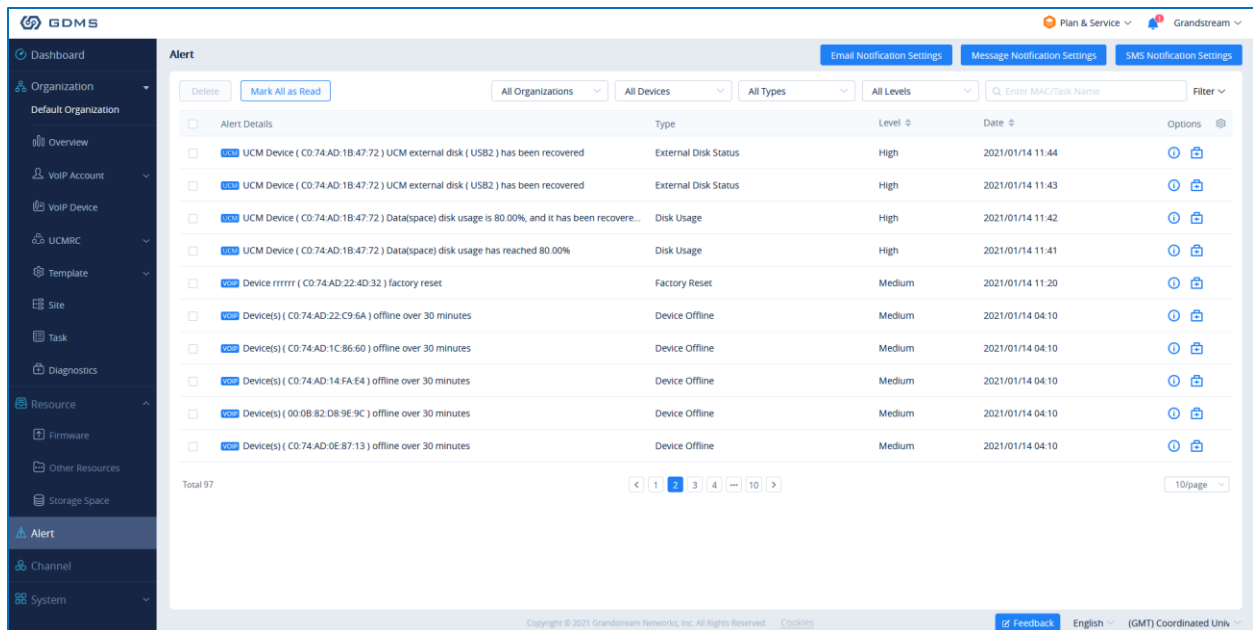 GDMS
Plan & Service
Grandstream
Dashboard
Organization
Default Organization
Overview
VoIP Account
VoIP Device
UCMRC
Template
Site
Task
Diagnostics
Resource
Firmware
Other Resources
Storage Space
Alert
Channel
System
Alert
Email Notification Settings Message Notification Settings SMS Notification Settings
Delete Mark All as Read All Organizations All Devices All Types All Levels Enter MAC/Task Name Filter
Alert Details Type Level Date Options
UCM UCM Device ( C0:74:AD:1B:47:72 ) UCM external disk ( USB2 ) has been recovered External Disk Status High 2021/01/14 11:44
UCM UCM Device ( C0:74:AD:1B:47:72 ) UCM external disk ( USB2 ) has been recovered External Disk Status High 2021/01/14 11:43
UCM UCM Device ( C0:74:AD:1B:47:72 ) Data(space) disk usage is 80.00%, and it has been recovere... Disk Usage High 2021/01/14 11:42
UCM UCM Device ( C0:74:AD:1B:47:72 ) Data(space) disk usage has reached 80.00% Disk Usage High 2021/01/14 11:41
VOIP Device rrrrrr ( C0:74:AD:22:4D:32 ) factory reset Factory Reset Medium 2021/01/14 11:20
VOIP Device(s) ( C0:74:AD:22:C9:6A ) offline over 30 minutes Device Offline Medium 2021/01/14 04:10
VOIP Device(s) ( C0:74:AD:1C:86:60 ) offline over 30 minutes Device Offline Medium 2021/01/14 04:10
VOIP Device(s) ( C0:74:AD:14:FA:E4 ) offline over 30 minutes Device Offline Medium 2021/01/14 04:10
VOIP Device(s) ( 00:0B:82:D8:9E:9C ) offline over 30 minutes Device Offline Medium 2021/01/14 04:10
VOIP Device(s) ( C0:74:AD:0E:87:13 ) offline over 30 minutes Device Offline Medium 2021/01/14 04:10
Total 97 < 1 2 3 4 ••• 10 > 10/page
Copyright © 2021 Grandstream Networks, Inc. All Rights Reserved. Cookies Feedback English (GMT) Coordinated Univ